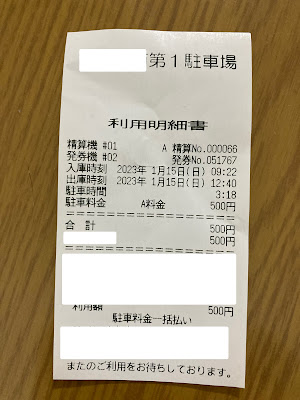 第1駐車場
利用明細書
精算機 #01 A 精算No.000066
発券機 #02 発券No.051767
入庫時刻 2023年 1月15日(日) 09:22
出庫時刻 2023年 1月15日(日) 12:40
駐車時間 3:18
駐車料金 A料金 500円
合 計 500円
500円
利用額 500円
駐車料金一括払い
またのご利用をお待ちしております。